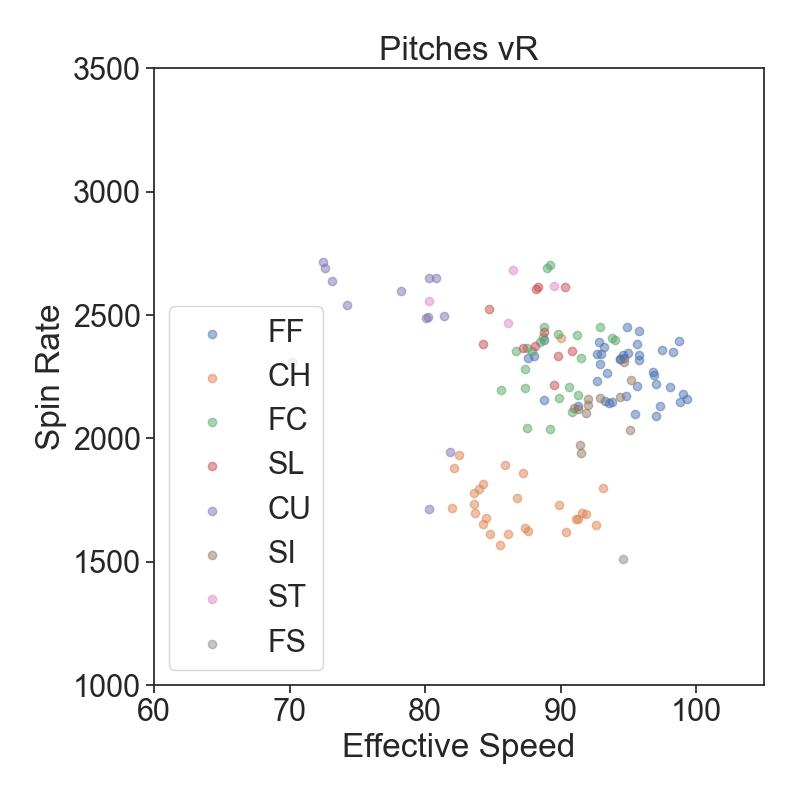 Pitches vR
3500
3000
2500
2000
1500
1000
Spin Rate
FF
CH
FC
SL
CU
SI
ST
FS
60 70 80 90 100
Effective Speed